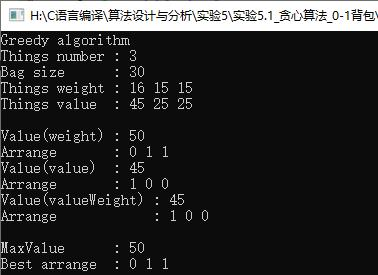 H:\C语言编译\算法设计与分析\实验5\实验5.1_贪心算法_0-1背包\
Greedy algorithm
Things number : 3
Bag size      : 30
Things weight : 16 15 15
Things value  : 45 25 25
Value(weight) : 50
Arrange       : 0 1 1
Value(value)  : 45
Arrange       : 1 0 0
Value(valueWeight) : 45
Arrange            : 1 0 0
MaxValue      : 50
Best arrange  : 0 1 1